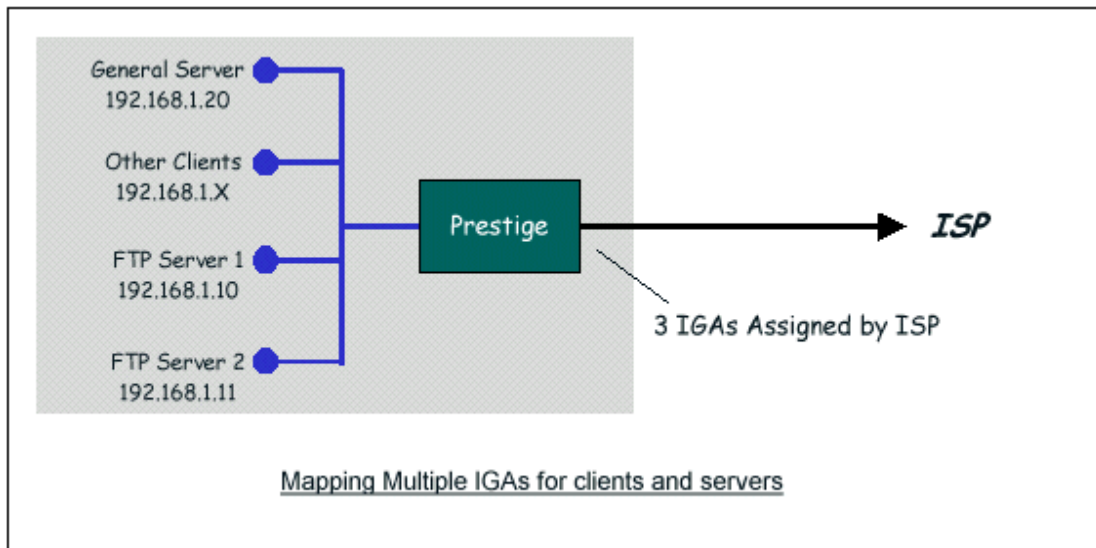 General Server
192.168.1.20
Other Clients
192.168.1.X
FTP Server 1
192.168.1.10
FTP Server 2
192.168.1.11
Prestige
ISP
3 IGAs Assigned by ISP
Mapping Multiple IGAs for clients and servers